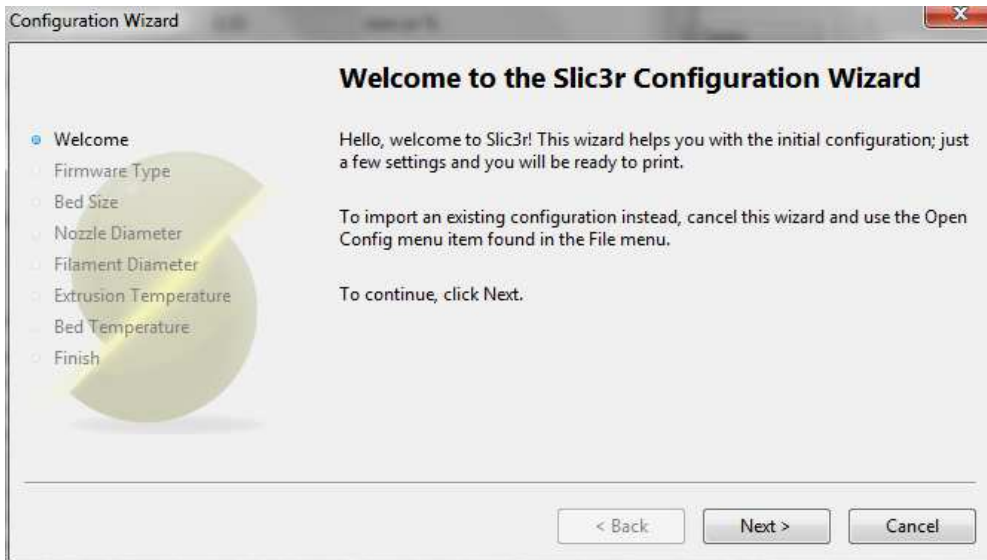 Configuration Wizard
Welcome to the Slic3r Configuration Wizard
Welcome
Firmware Type
Bed Size
Nozzle Diameter
Filament Diameter
Extrusion Temperature
Bed Temperature
Finish
Hello, welcome to Slic3r! This wizard helps you with the initial configuration; just
a few settings and you will be ready to print.
To import an existing configuration instead, cancel this wizard and use the Open
Config menu item found in the File menu.
To continue, click Next.
< Back
Next >
Cancel